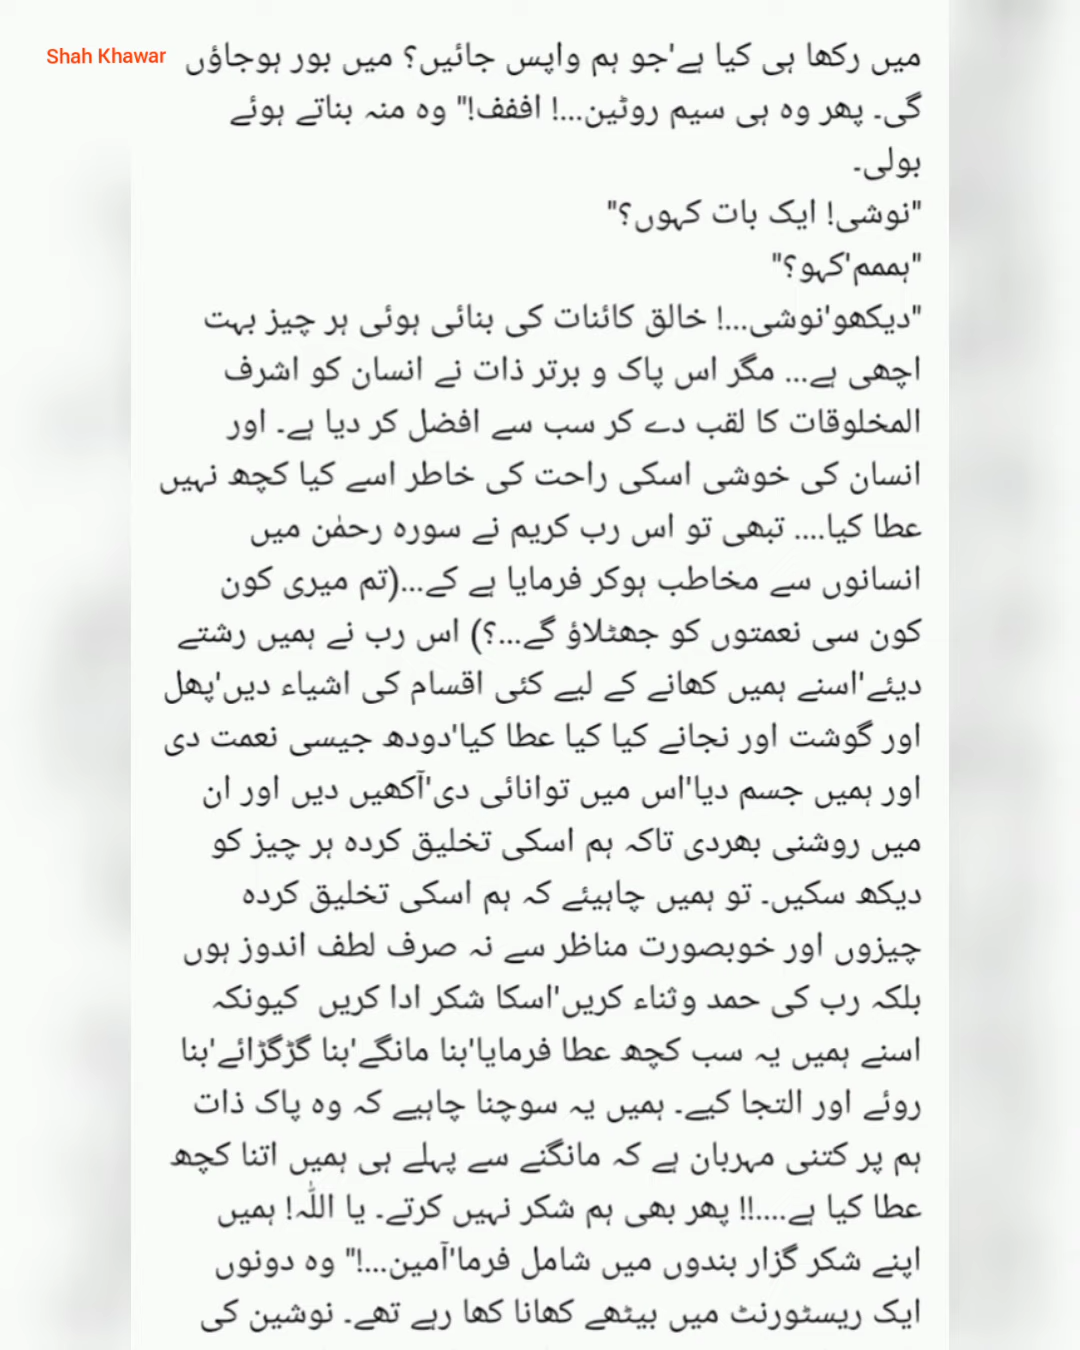 Shah Khawar
میں رکھا ہی کیا ہے'جو ہم واپس جائیں؟ میں بور ہوجاؤں
گی۔ پھر وہ ہی سیم روٹین...! اففف!" وہ منہ بناتے ہوئے
بولی۔
"نوشی! ایک بات کہوں؟"
"ہممم'کہو؟"
"دیکھو'نوشی...! خالق کائنات کی بنائی ہوئی ہر چیز بہت
اچھی ہے... مگر اس پاک و برتر ذات نے انسان کو اشرف
المخلوقات کا لقب دے کر سب سے افضل کر دیا ہے۔ اور
انسان کی خوشی اسکی راحت کی خاطر اسے کیا کچھ نہیں
عطا کیا.... تبھی تو اس رب کریم نے سورہ رحمٰن میں
انسانوں سے مخاطب ہوکر فرمایا ہے کے...(تم میری کون
کون سی نعمتوں کو جھٹلاؤ گے...؟) اس رب نے ہمیں رشتے
دیئے'اسنے ہمیں کھانے کے لیے کئی اقسام کی اشیاء دیں'پھل
اور گوشت اور نجانے کیا کیا عطا کیا'دودھ جیسی نعمت دی
اور ہمیں جسم دیا'اس میں توانائی دی'آکھیں دیں اور ان
میں روشنی بھردی تاکہ ہم اسکی تخلیق کردہ ہر چیز کو
دیکھ سکیں۔ تو ہمیں چاہیئے کہ ہم اسکی تخلیق کردہ
چیزوں اور خوبصورت مناظر سے نہ صرف لطف اندوز ہوں
بلکہ رب کی حمد وثناء کریں'اسکا شکر ادا کریں کیونکہ
اسنے ہمیں یہ سب کچھ عطا فرمایا'بنا مانگے'بنا گڑگڑائے'بنا
روئے اور التجا کیے۔ ہمیں یہ سوچنا چاہیے کہ وہ پاک ذات
ہم پر کتنی مہربان ہے کہ مانگنے سے پہلے ہی ہمیں اتنا کچھ
عطا کیا ہے....!! پھر بھی ہم شکر نہیں کرتے۔ یا اللّٰہ! ہمیں
اپنے شکر گزار بندوں میں شامل فرما'آمین...!" وہ دونوں
ایک ریسٹورنٹ میں بیٹھے کھانا کھا رہے تھے۔ نوشین کی